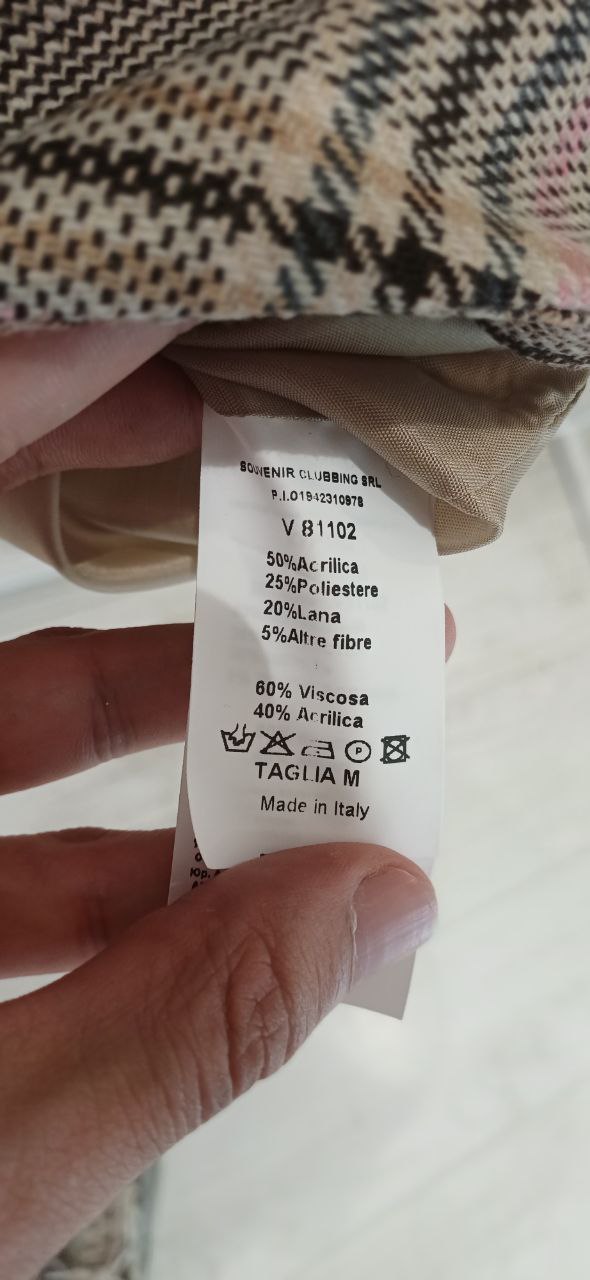 SOUVENIR CLUBBING SRL
P.I.01942310978
V 81102
50%Acrilica
25%Poliestere
20%Lana
5%Altre fibre
60% Viscosa
40% Acrilica
P
TAGLIA M
Made in Italy